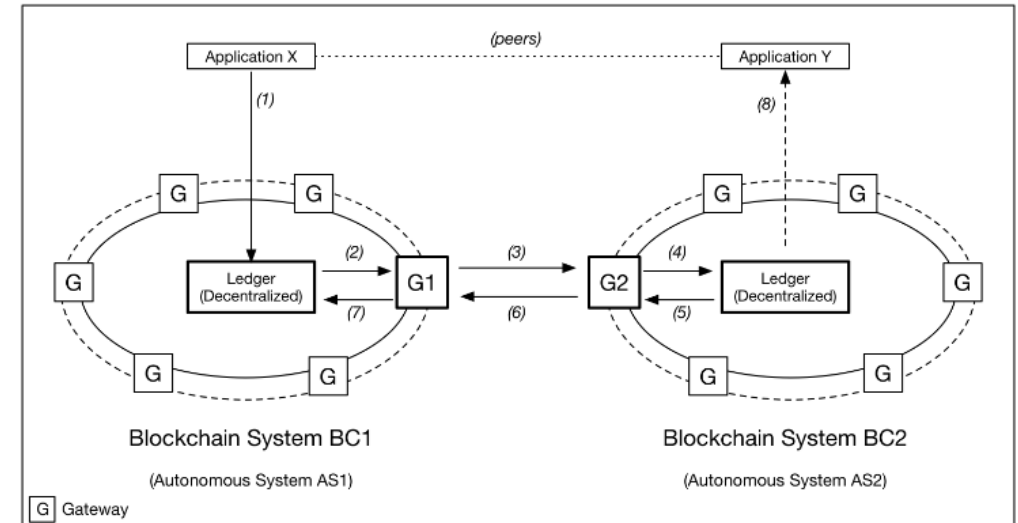 (peers)
Application X
Application Y
(1)
(8)
G
G
G
G
(2)
(3)
(4)
G
Ledger
(Decentralized)
G1
G2
Ledger
(Decentralized)
G
(7)
(6)
(5)
G
G
G
G
Blockchain System BC1
Blockchain System BC2
(Autonomous System AS1)
(Autonomous System AS2)
G Gateway